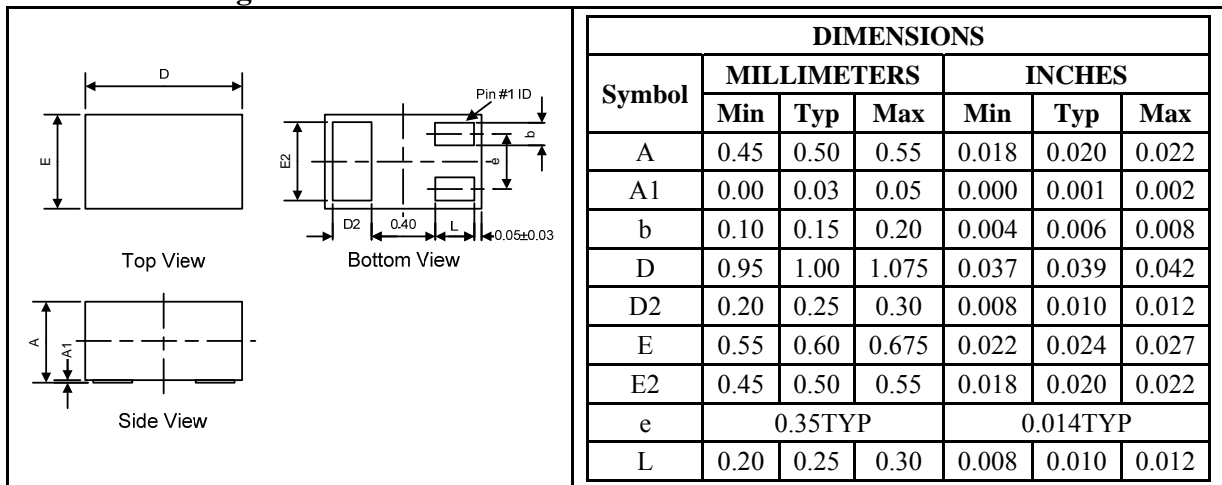 D
E
Top View
Pin #1 ID
b
e
E2
D2
0.40
L
0.05±0.03
Bottom View
A
A1
Side View
DIMENSIONS
Symbol MILLIMETERS INCHES
Min Typ Max Min Typ Max
A 0.45 0.50 0.55 0.018 0.020 0.022
A1 0.00 0.03 0.05 0.000 0.001 0.002
b 0.10 0.15 0.20 0.004 0.006 0.008
D 0.95 1.00 1.075 0.037 0.039 0.042
D2 0.20 0.25 0.30 0.008 0.010 0.012
E 0.55 0.60 0.675 0.022 0.024 0.027
E2 0.45 0.50 0.55 0.018 0.020 0.022
e 0.35TYP 0.014TYP
L 0.20 0.25 0.30 0.008 0.010 0.012